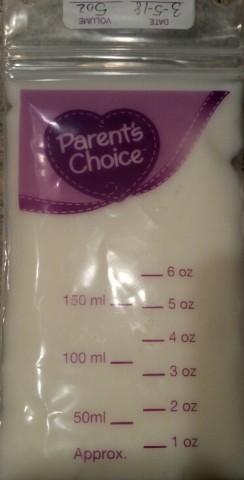 DATE 3-5-18
VOLUME 5oz
Parent's
Choice
6 oz
150 ml 5 oz
4 oz
100 ml
3 oz
2 oz
50ml
1 oz
Approx.